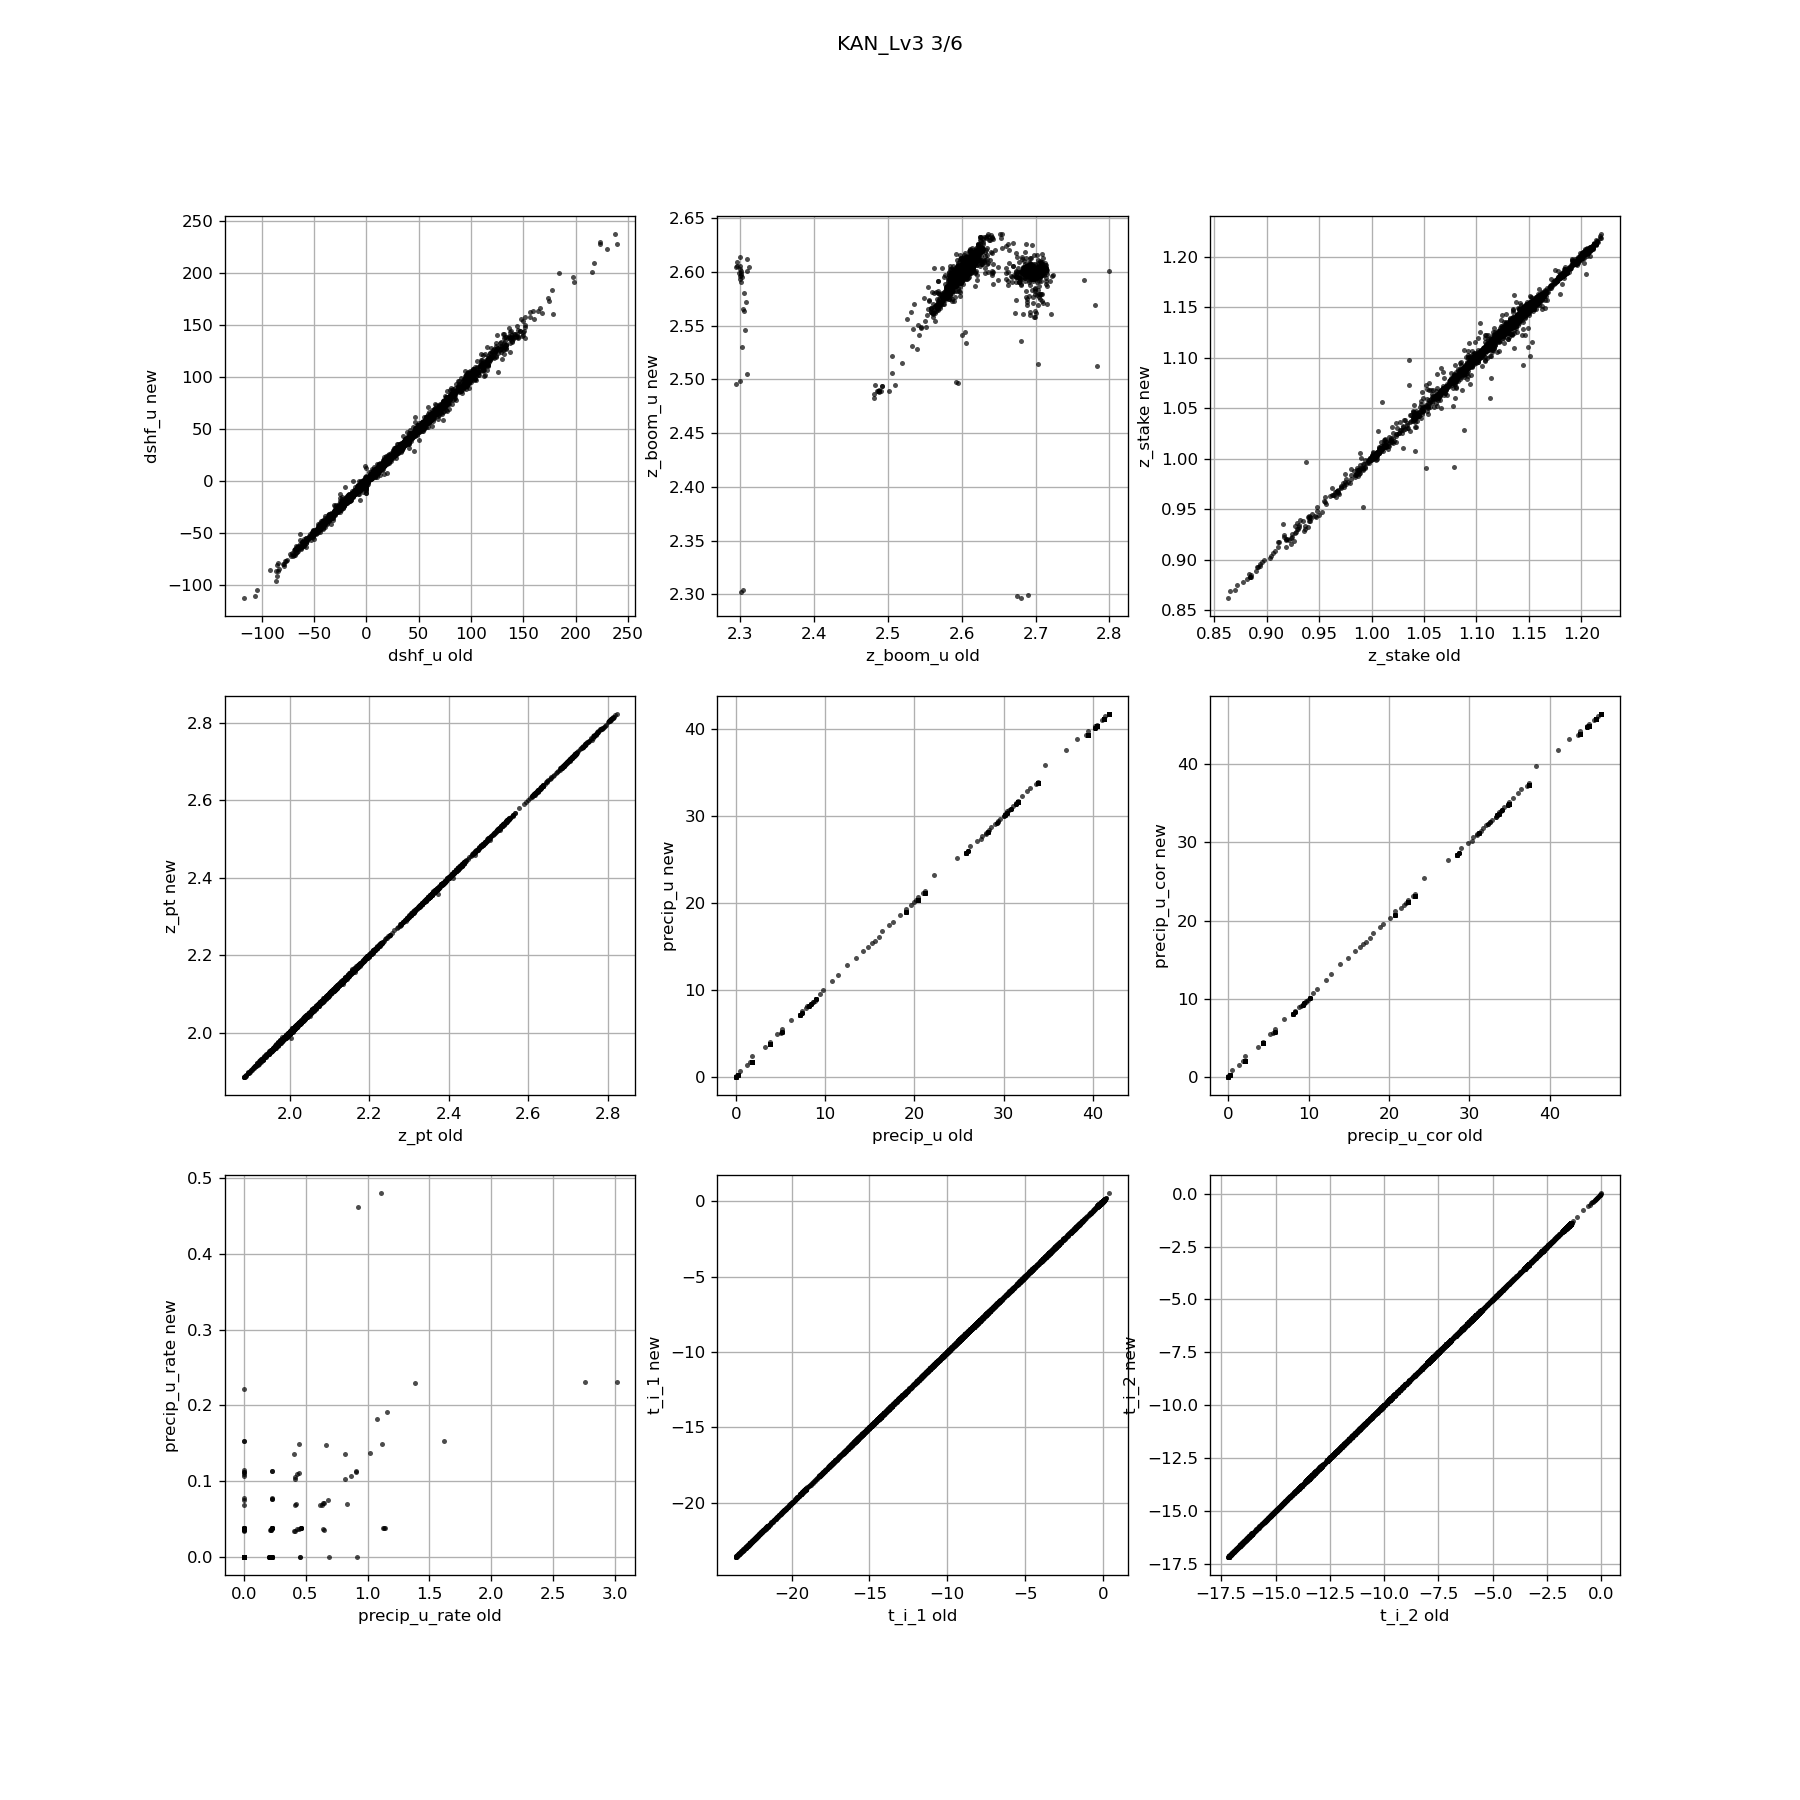 KAN_Lv3 3/6
250
200
150
100
50
0
−50
−100
dshf_u new
−100 −50 0 50 100 150 200 250
dshf_u old
2.65
2.60
2.55
2.50
2.45
2.40
2.35
2.30
z_boom_u new
2.3 2.4 2.5 2.6 2.7 2.8
z_boom_u old
1.20
1.15
1.10
1.05
1.00
0.95
0.90
0.85
z_stake new
0.85 0.90 0.95 1.00 1.05 1.10 1.15 1.20
z_stake old
2.8
2.6
2.4
2.2
2.0
z_pt new
2.0 2.2 2.4 2.6 2.8
z_pt old
40
30
20
10
0
precip_u new
0 10 20 30 40
precip_u old
40
30
20
10
0
precip_u_cor new
0 10 20 30 40
precip_u_cor old
0.5
0.4
0.3
0.2
0.1
0.0
precip_u_rate new
0.0 0.5 1.0 1.5 2.0 2.5 3.0
precip_u_rate old
0
−5
−10
−15
−20
t_i_1 new
−20 −15 −10 −5 0
t_i_1 old
0.0
−2.5
−5.0
−7.5
−10.0
−12.5
−15.0
−17.5
t_i_2 new
−17.5 −15.0 −12.5 −10.0 −7.5 −5.0 −2.5 0.0
t_i_2 old